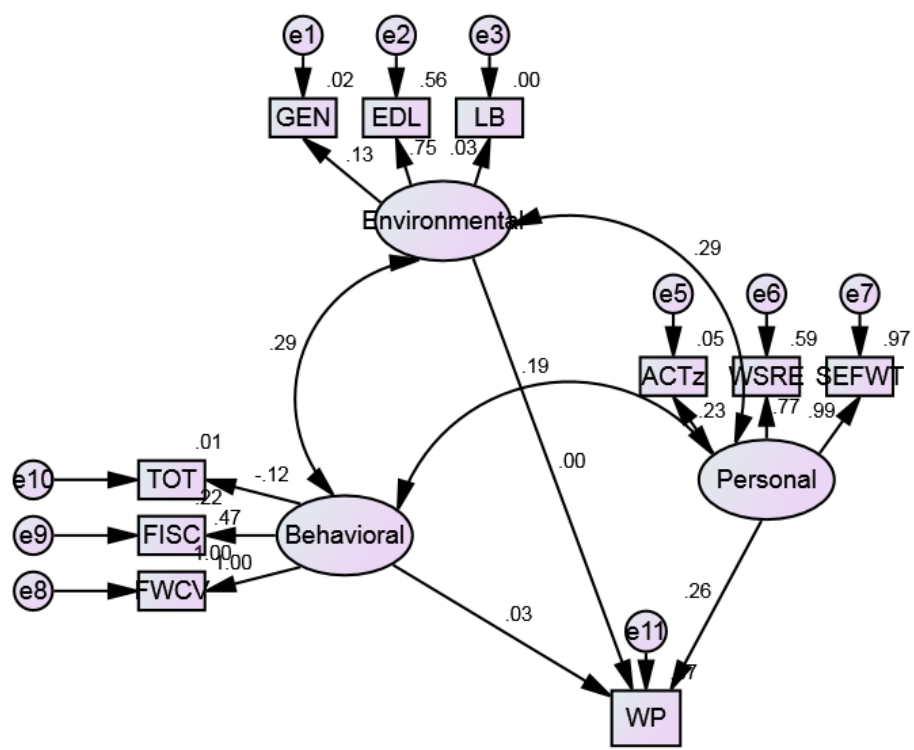 e1 e2 e3
.02 .56 .00
GEN EDL LB
.13 .75 .03
Environmental
.29
e5 e6 e7
.05 .59 .97
ACTz WSRE SEFWT
.29 .19
.23 .77 .99
.01
.00
e10 TOT -.12 Personal
.22
.47
e9 FISC Behavioral
1.00
1.00
e8 FWCV
.26
.03
e11
WP